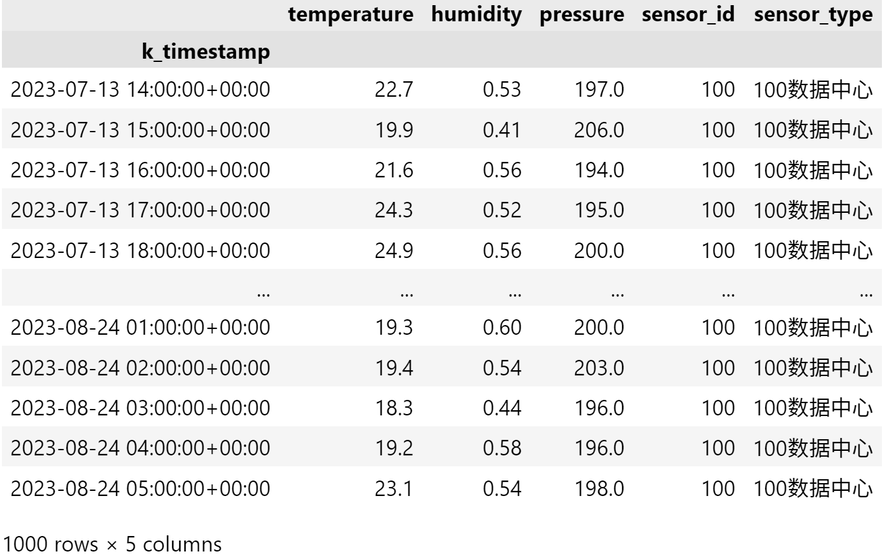 temperature humidity pressure sensor_id sensor_type
k_timestamp
2023-07-13 14:00:00+00:00 22.7 0.53 197.0 100 100数据中心
2023-07-13 15:00:00+00:00 19.9 0.41 206.0 100 100数据中心
2023-07-13 16:00:00+00:00 21.6 0.56 194.0 100 100数据中心
2023-07-13 17:00:00+00:00 24.3 0.52 195.0 100 100数据中心
2023-07-13 18:00:00+00:00 24.9 0.56 200.0 100 100数据中心
... ... ... ... ... ...
2023-08-24 01:00:00+00:00 19.3 0.60 200.0 100 100数据中心
2023-08-24 02:00:00+00:00 19.4 0.54 203.0 100 100数据中心
2023-08-24 03:00:00+00:00 18.3 0.44 196.0 100 100数据中心
2023-08-24 04:00:00+00:00 19.2 0.58 196.0 100 100数据中心
2023-08-24 05:00:00+00:00 23.1 0.54 198.0 100 100数据中心
1000 rows × 5 columns